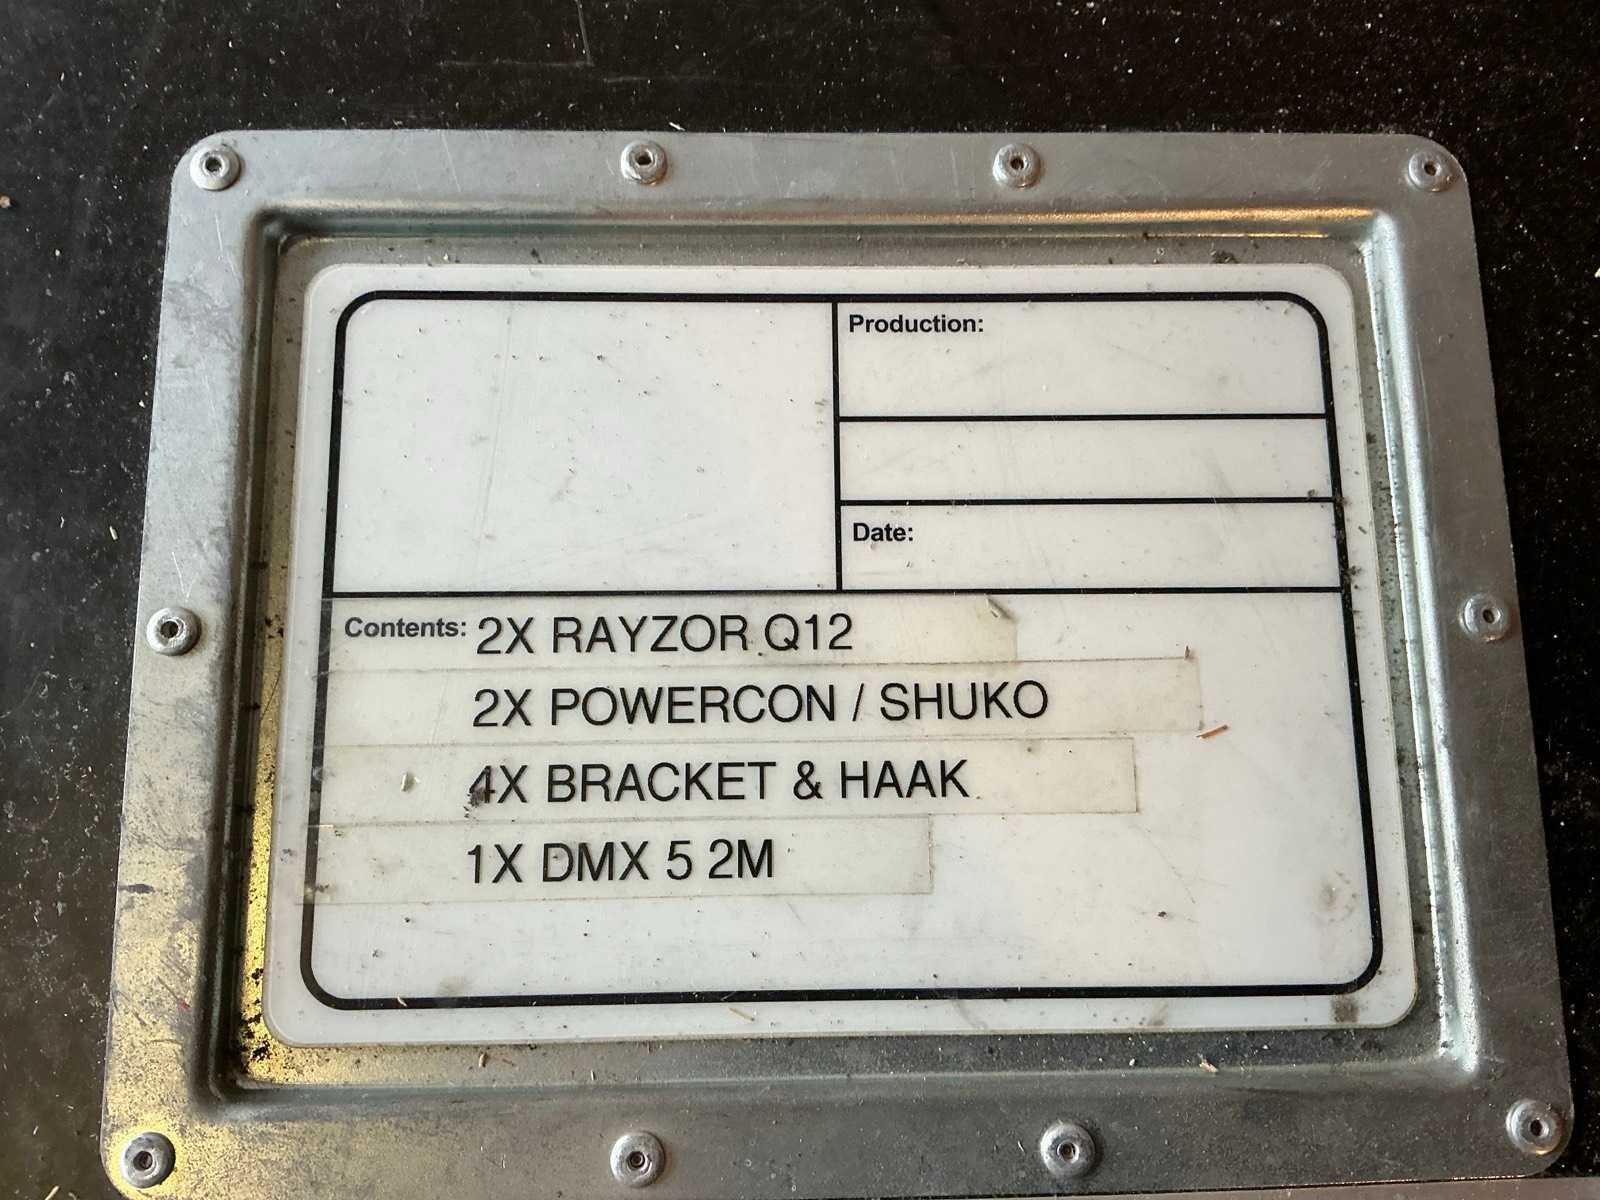 Production:
Date:
Contents: 2X RAYZOR Q12
2X POWERCON / SHUKO
4X BRACKET & HAAK
1X DMX 5 2M